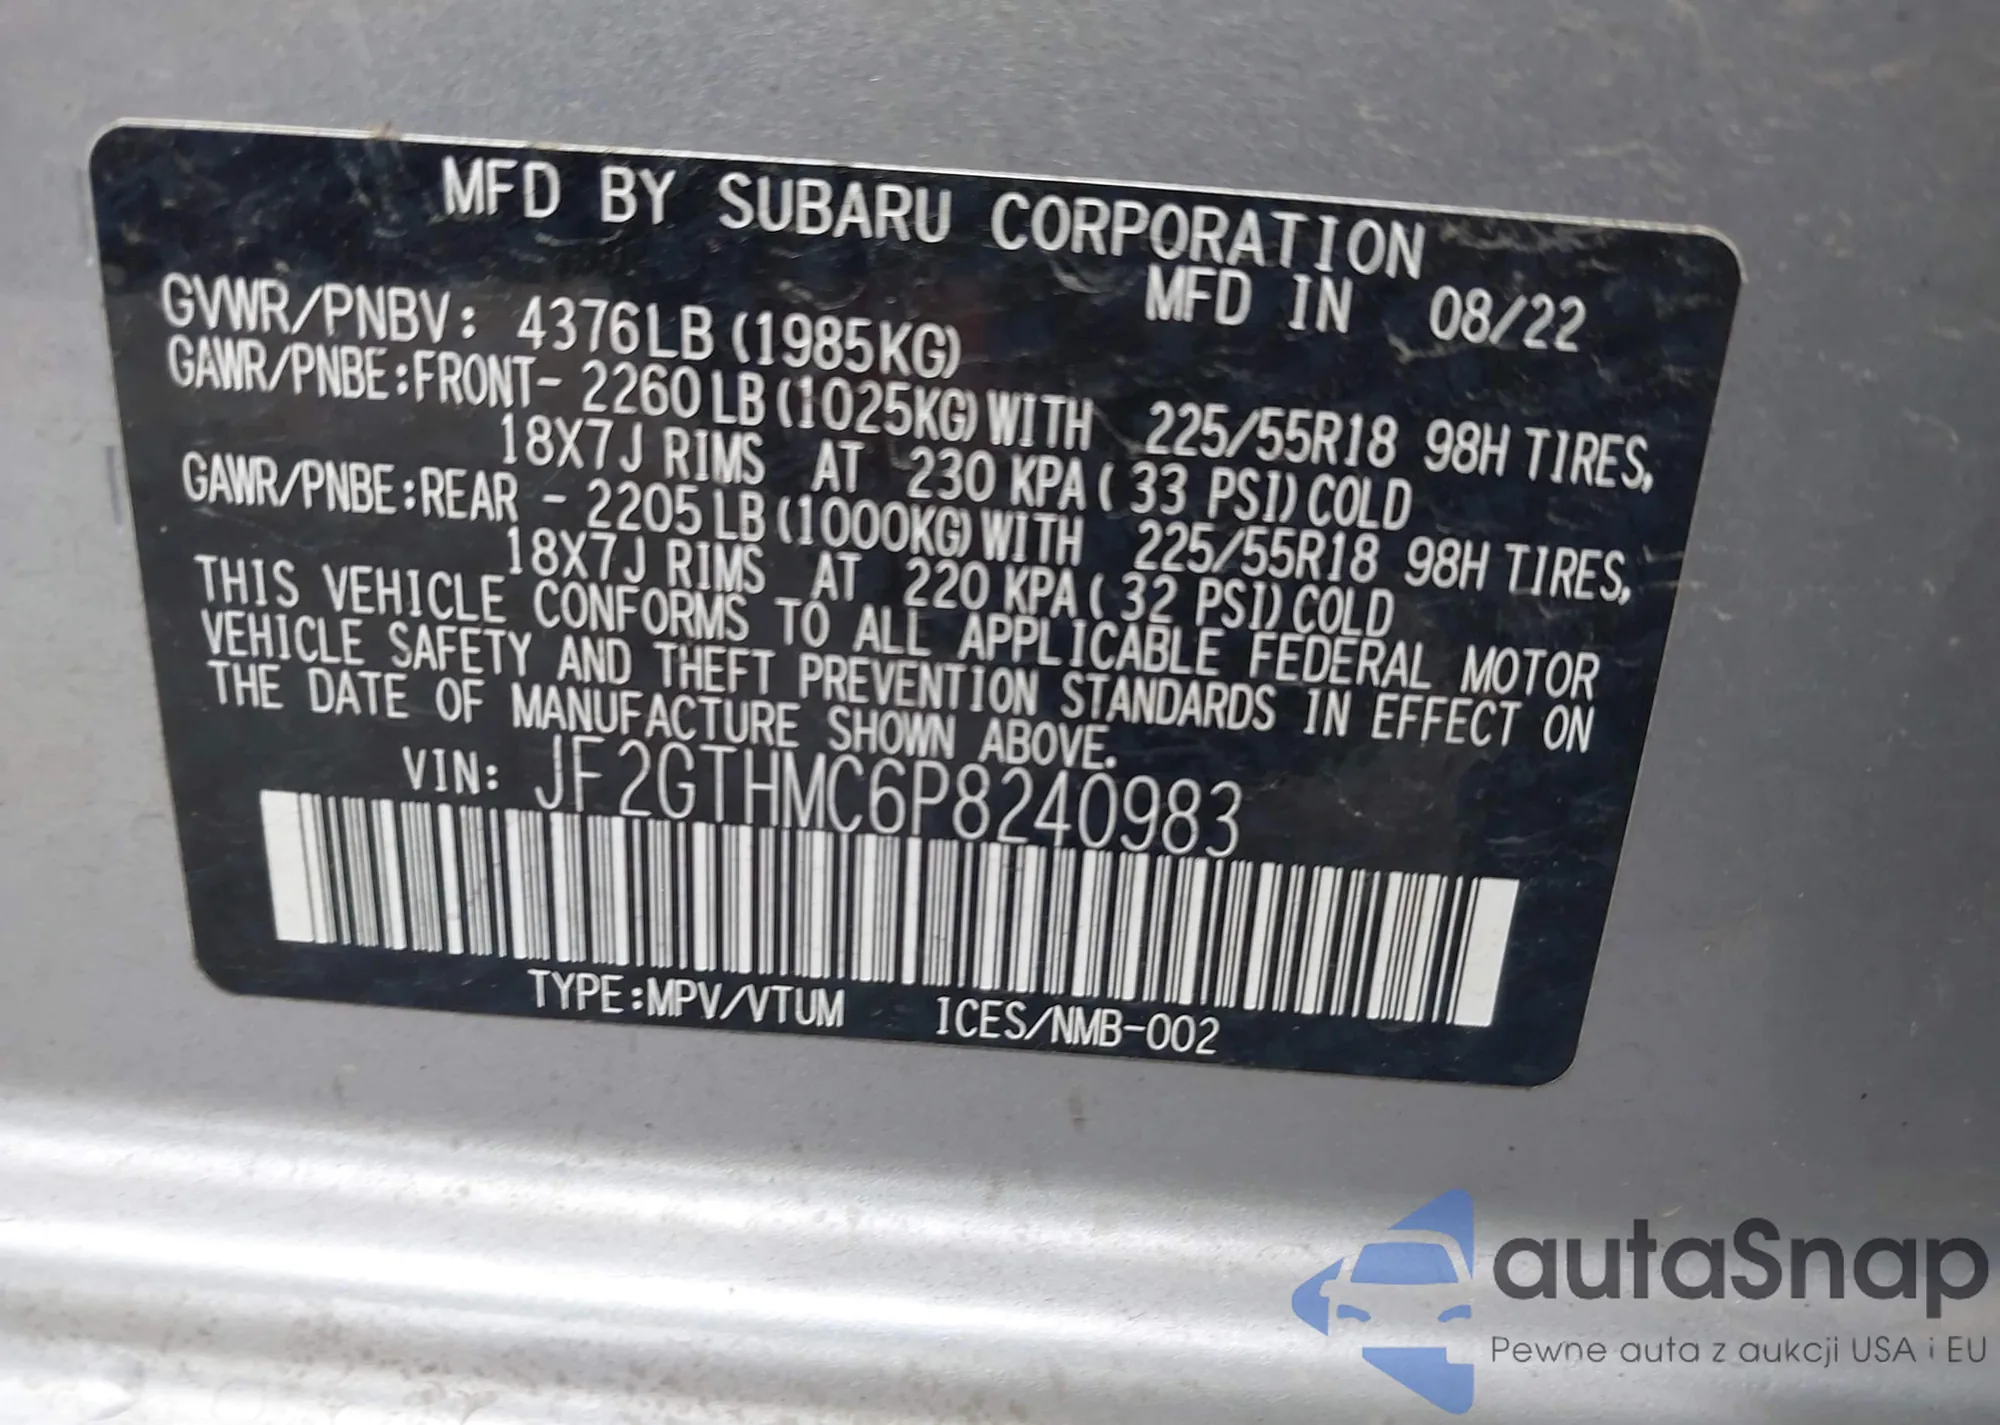 MFD BY SUBARU CORPORATION
MFD IN 08/22
GVWR/PNBV: 4376LB (1985KG)
GAWR/PNBE:FRONT- 2260LB (1025KG) WITH 225/55R18 98H TIRES,
18X7J RIMS AT 230 KPA ( 33 PSI) COLD
GAWR/PNBE:REAR - 2205LB (1000KG) WITH 225/55R18 98H TIRES,
18X7J RIMS AT 220 KPA ( 32 PSI) COLD
THIS VEHICLE CONFORMS TO ALL APPLICABLE FEDERAL MOTOR
VEHICLE SAFETY AND THEFT PREVENTION STANDARDS IN EFFECT ON
THE DATE OF MANUFACTURE SHOWN ABOVE.
VIN: JF2GTHMC6P8240983
TYPE:MPV/VTUM ICES/NMB-002
autaSnap
Pewne auta z aukcji USA i EU